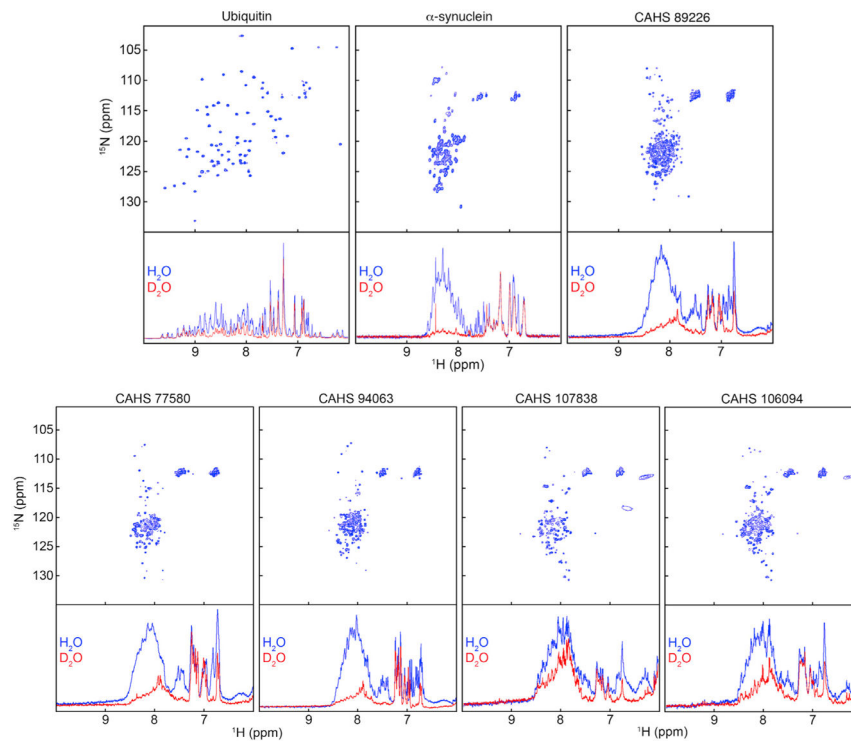 Ubiquitin
α-synuclein
CAHS 89226
105
110
115
120
125
130
¹⁵N (ppm)
H₂O
D₂O
H₂O
D₂O
H₂O
D₂O
9 8 7
9 8 7
9 8 7
¹H (ppm)
CAHS 77580
CAHS 94063
CAHS 107838
CAHS 106094
105
110
115
120
125
130
¹⁵N (ppm)
H₂O
D₂O
H₂O
D₂O
H₂O
D₂O
H₂O
D₂O
9 8 7
9 8 7
9 8 7
9 8 7
¹H (ppm)
¹H (ppm)